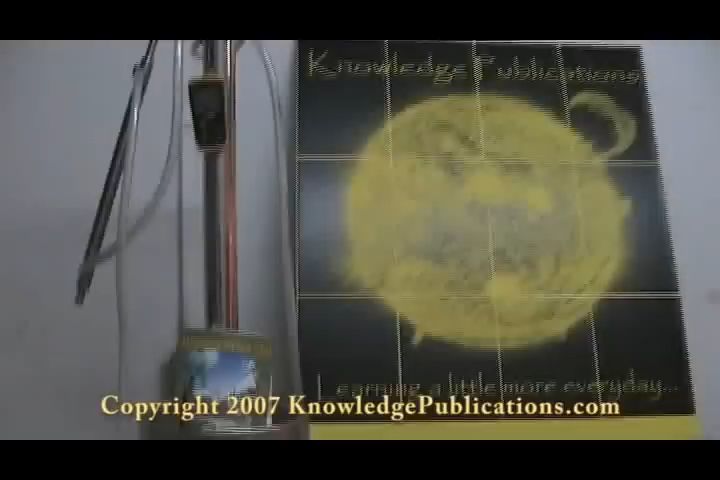 Knowledge Publications
Learning a little more everyday...
Copyright 2007 KnowledgePublications.com